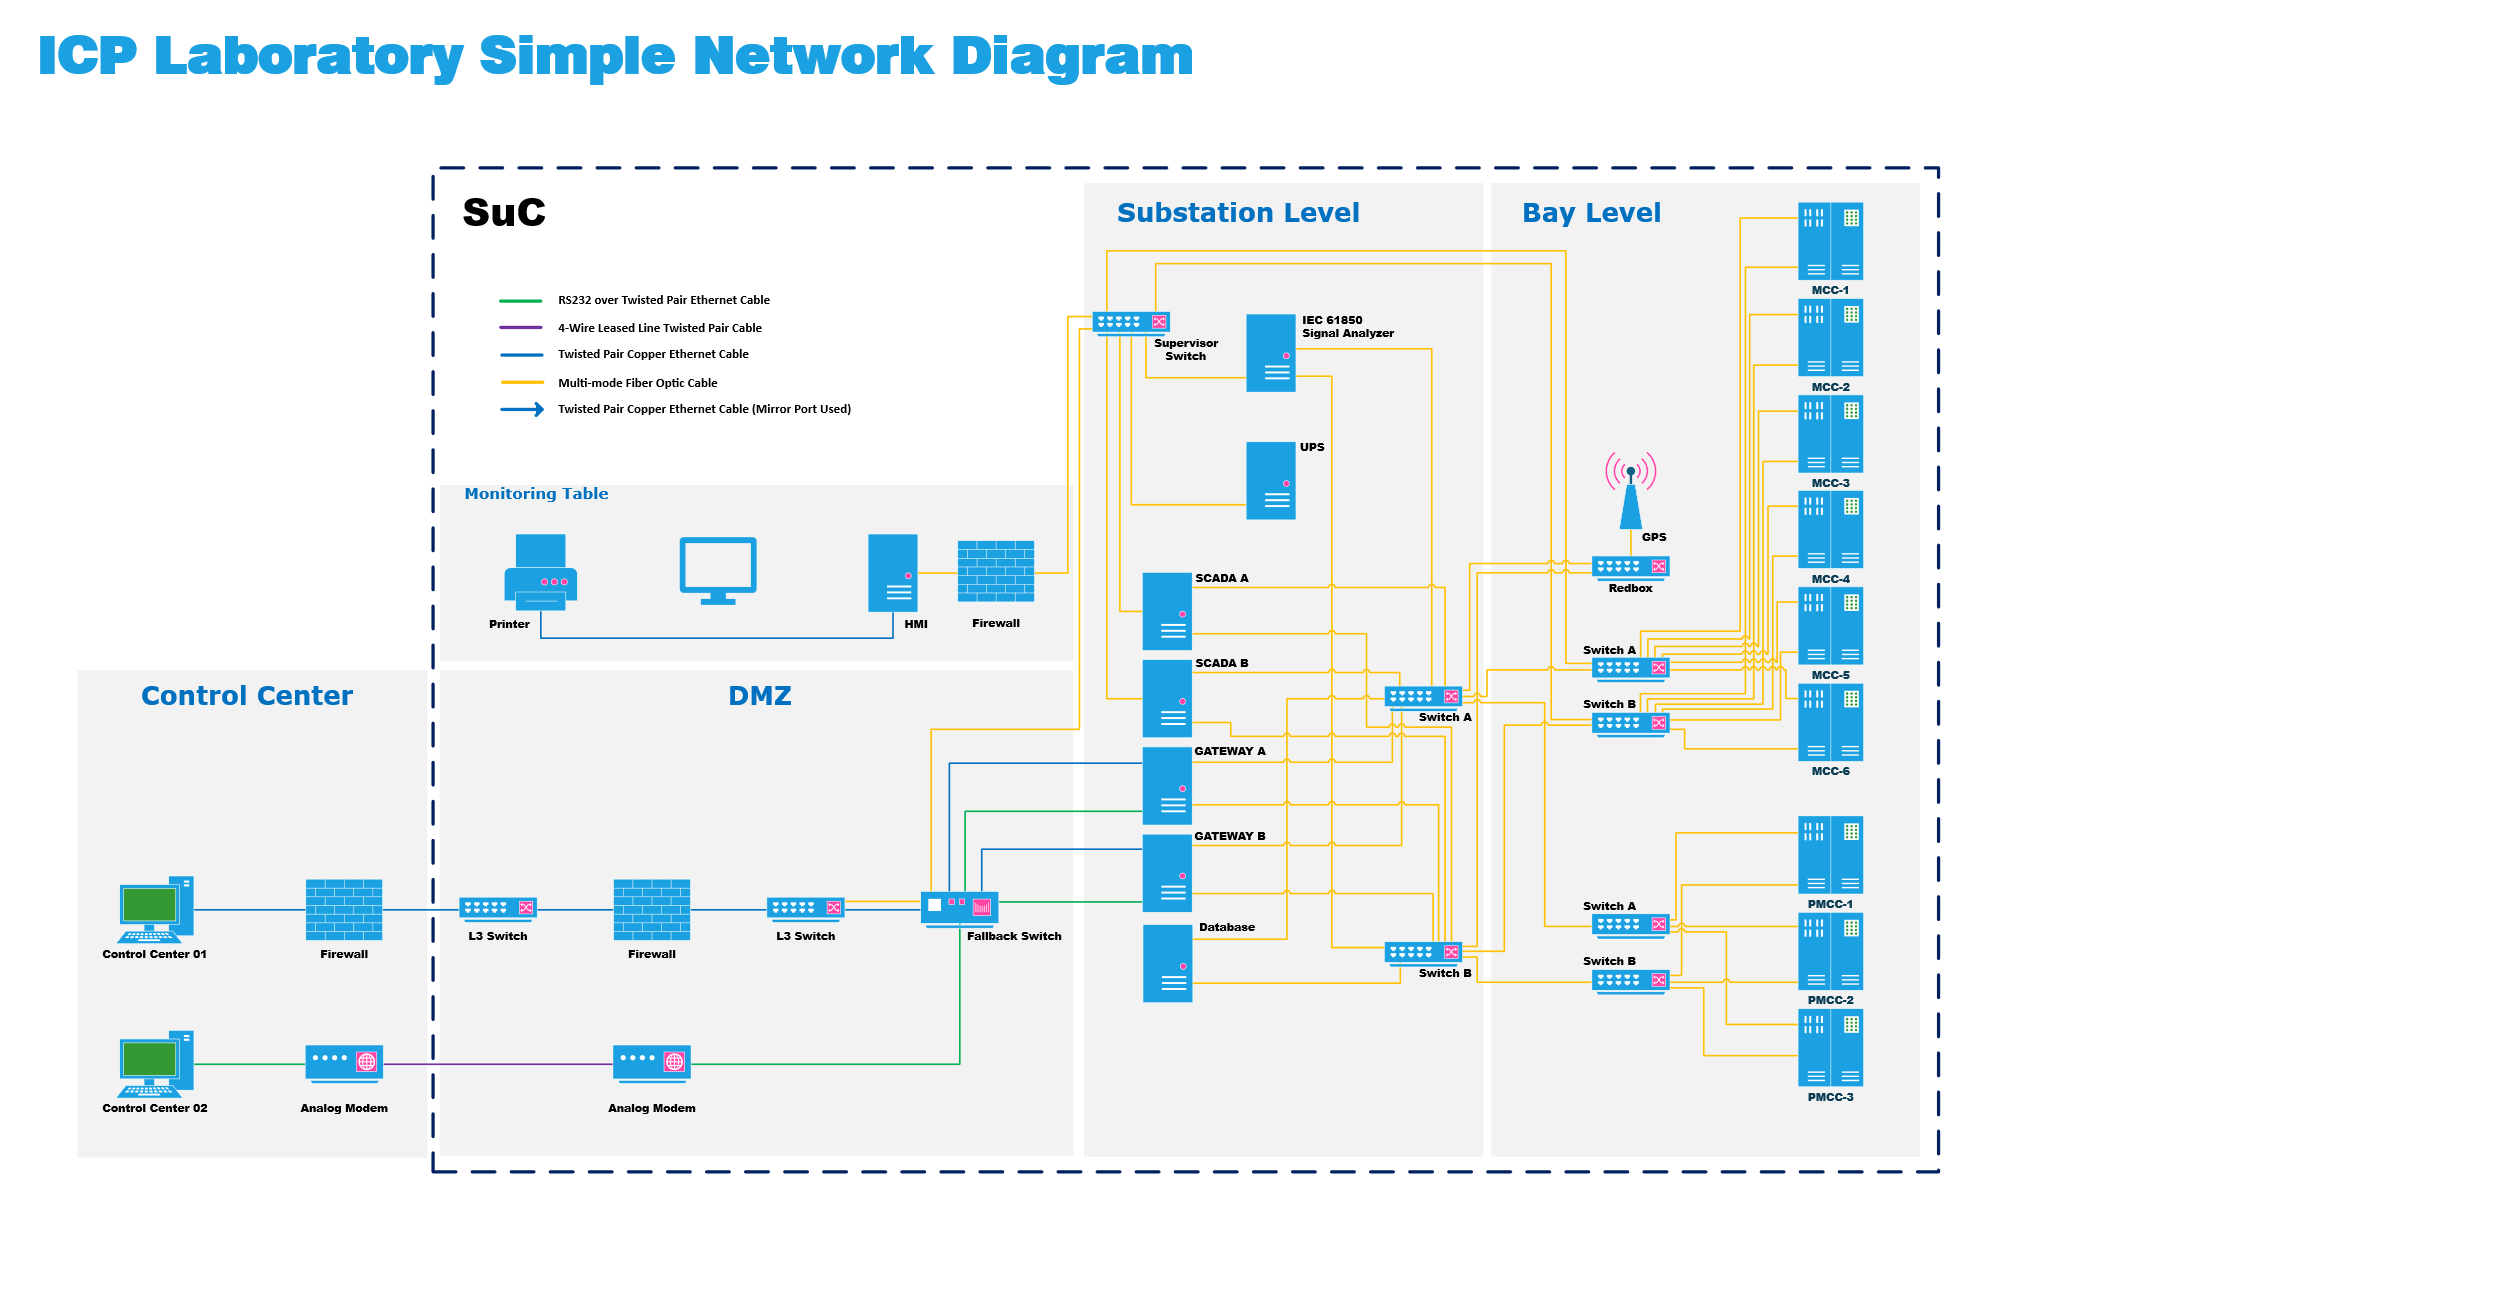 ICP Laboratory Simple Network Diagram
SuC
RS232 over Twisted Pair Ethernet Cable
4-Wire Leased Line Twisted Pair Cable
Twisted Pair Copper Ethernet Cable
Multi-mode Fiber Optic Cable
Twisted Pair Copper Ethernet Cable (Mirror Port Used)
Monitoring Table
Printer
HMI
Firewall
Control Center
Control Center 01
Firewall
Control Center 02
Analog Modem
DMZ
L3 Switch
Firewall
L3 Switch
Fallback Switch
Analog Modem
Substation Level
Supervisor
Switch
IEC 61850
Signal Analyzer
UPS
SCADA A
SCADA B
Switch A
GATEWAY A
GATEWAY B
Database
Switch B
Bay Level
GPS
Redbox
Switch A
Switch B
Switch A
Switch B
MCC-1
MCC-2
MCC-3
MCC-4
MCC-5
MCC-6
PMCC-1
PMCC-2
PMCC-3